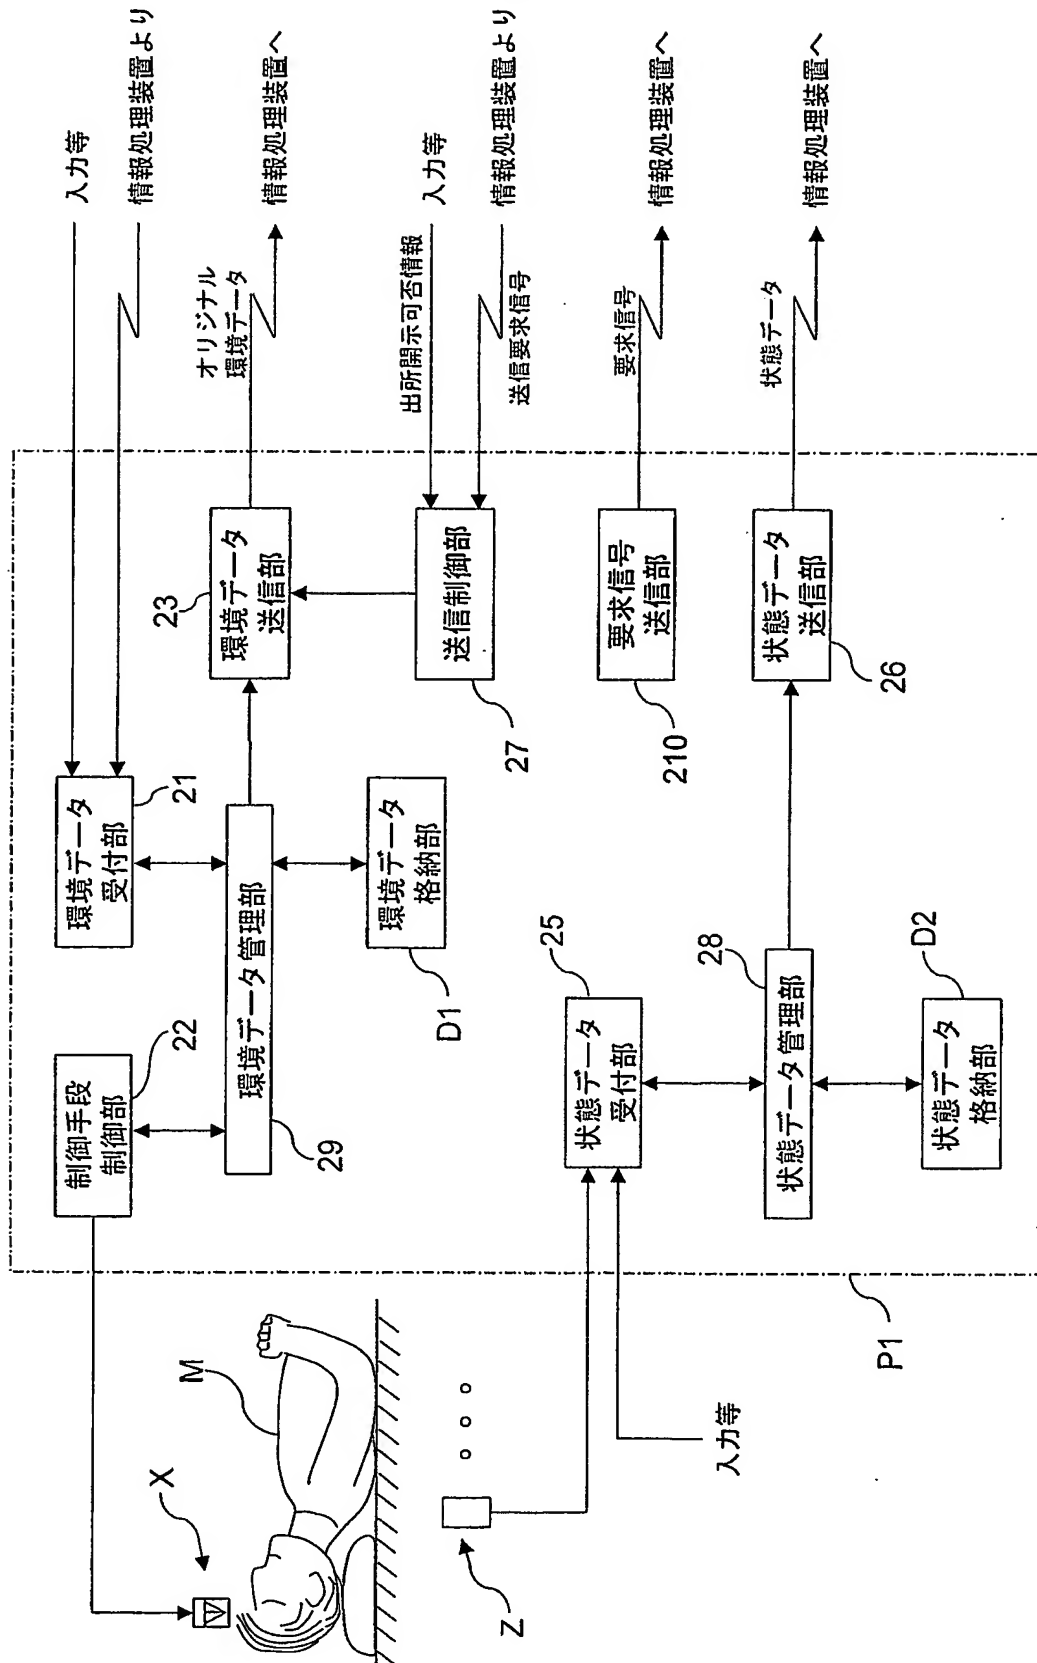 入力等
情報処理装置より
オリジナル
環境データ
情報処理装置へ
出所開示可否情報
入力等
送信要求信号
情報処理装置より
要求信号
情報処理装置へ
状態データ
情報処理装置へ
23
環境データ
送信部
送信制御部
27
要求信号
送信部
210
状態データ
送信部
26
環境データ
受付部
21
環境データ管理部
29
環境データ
格納部
D1
制御手段
制御部
22
25
状態データ
受付部
28
状態データ管理部
D2
状態データ
格納部
P1
M
X
Z
入力等